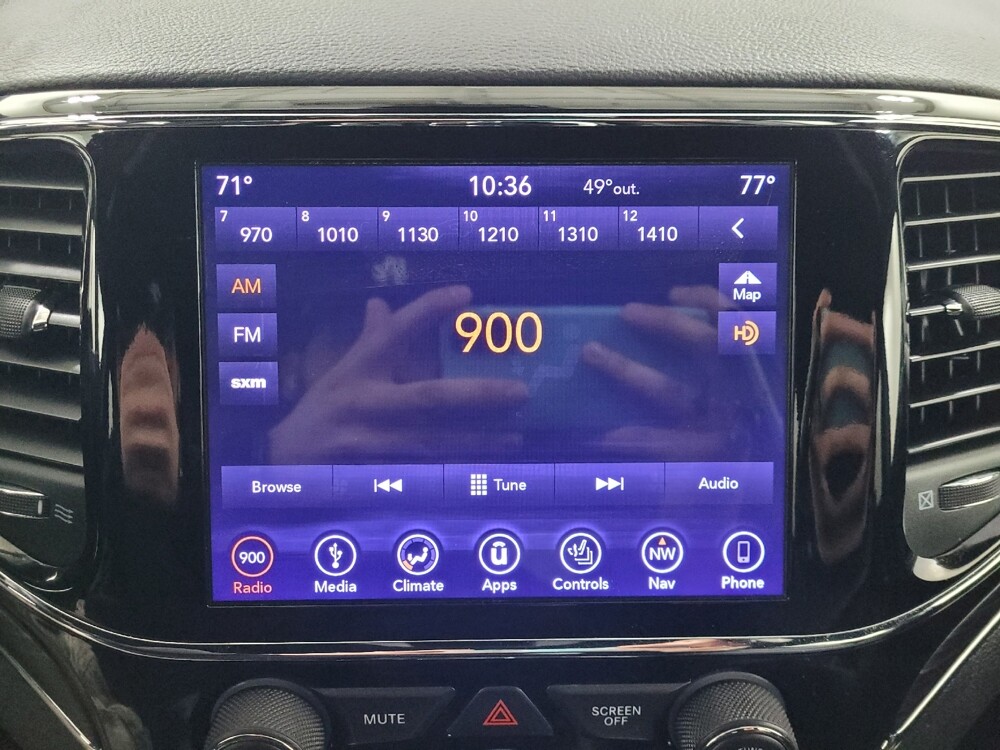 71° 10:36 49°out. 77°
7 8 9 10 11 12
970 1010 1130 1210 1310 1410
AM
Map
900
FM
HD
sxm
Browse Tune Audio
900 NW
Radio Media Climate Apps Controls Nav Phone
MUTE SCREEN OFF